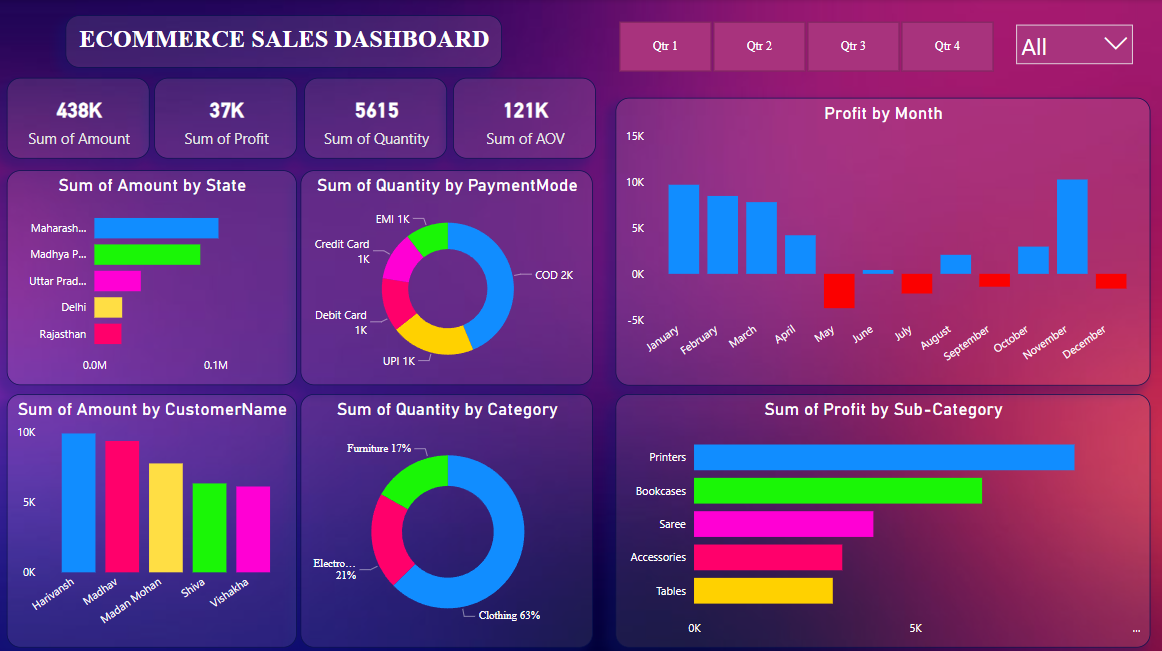 ECOMMERCE SALES DASHBOARD
Qtr 1
Qtr 2
Qtr 3
Qtr 4
All
438K
Sum of Amount
37K
Sum of Profit
5615
Sum of Quantity
121K
Sum of AOV
Sum of Amount by State
Maharash...
Madhya P...
Uttar Prad...
Delhi
Rajasthan
0.0M
0.1M
Sum of Quantity by PaymentMode
EMI 1K
Credit Card
1K
COD 2K
Debit Card
1K
UPI 1K
Profit by Month
15K
10K
5K
0K
-5K
January
February
March
April
May
June
July
August
September
October
November
December
Sum of Amount by CustomerName
10K
5K
0K
Harivansh
Madhav
Madan Mohan
Shiva
Vishakha
Sum of Quantity by Category
Furniture 17%
Electro...
21%
Clothing 63%
Sum of Profit by Sub-Category
Printers
Bookcases
Saree
Accessories
Tables
0K
5K
...